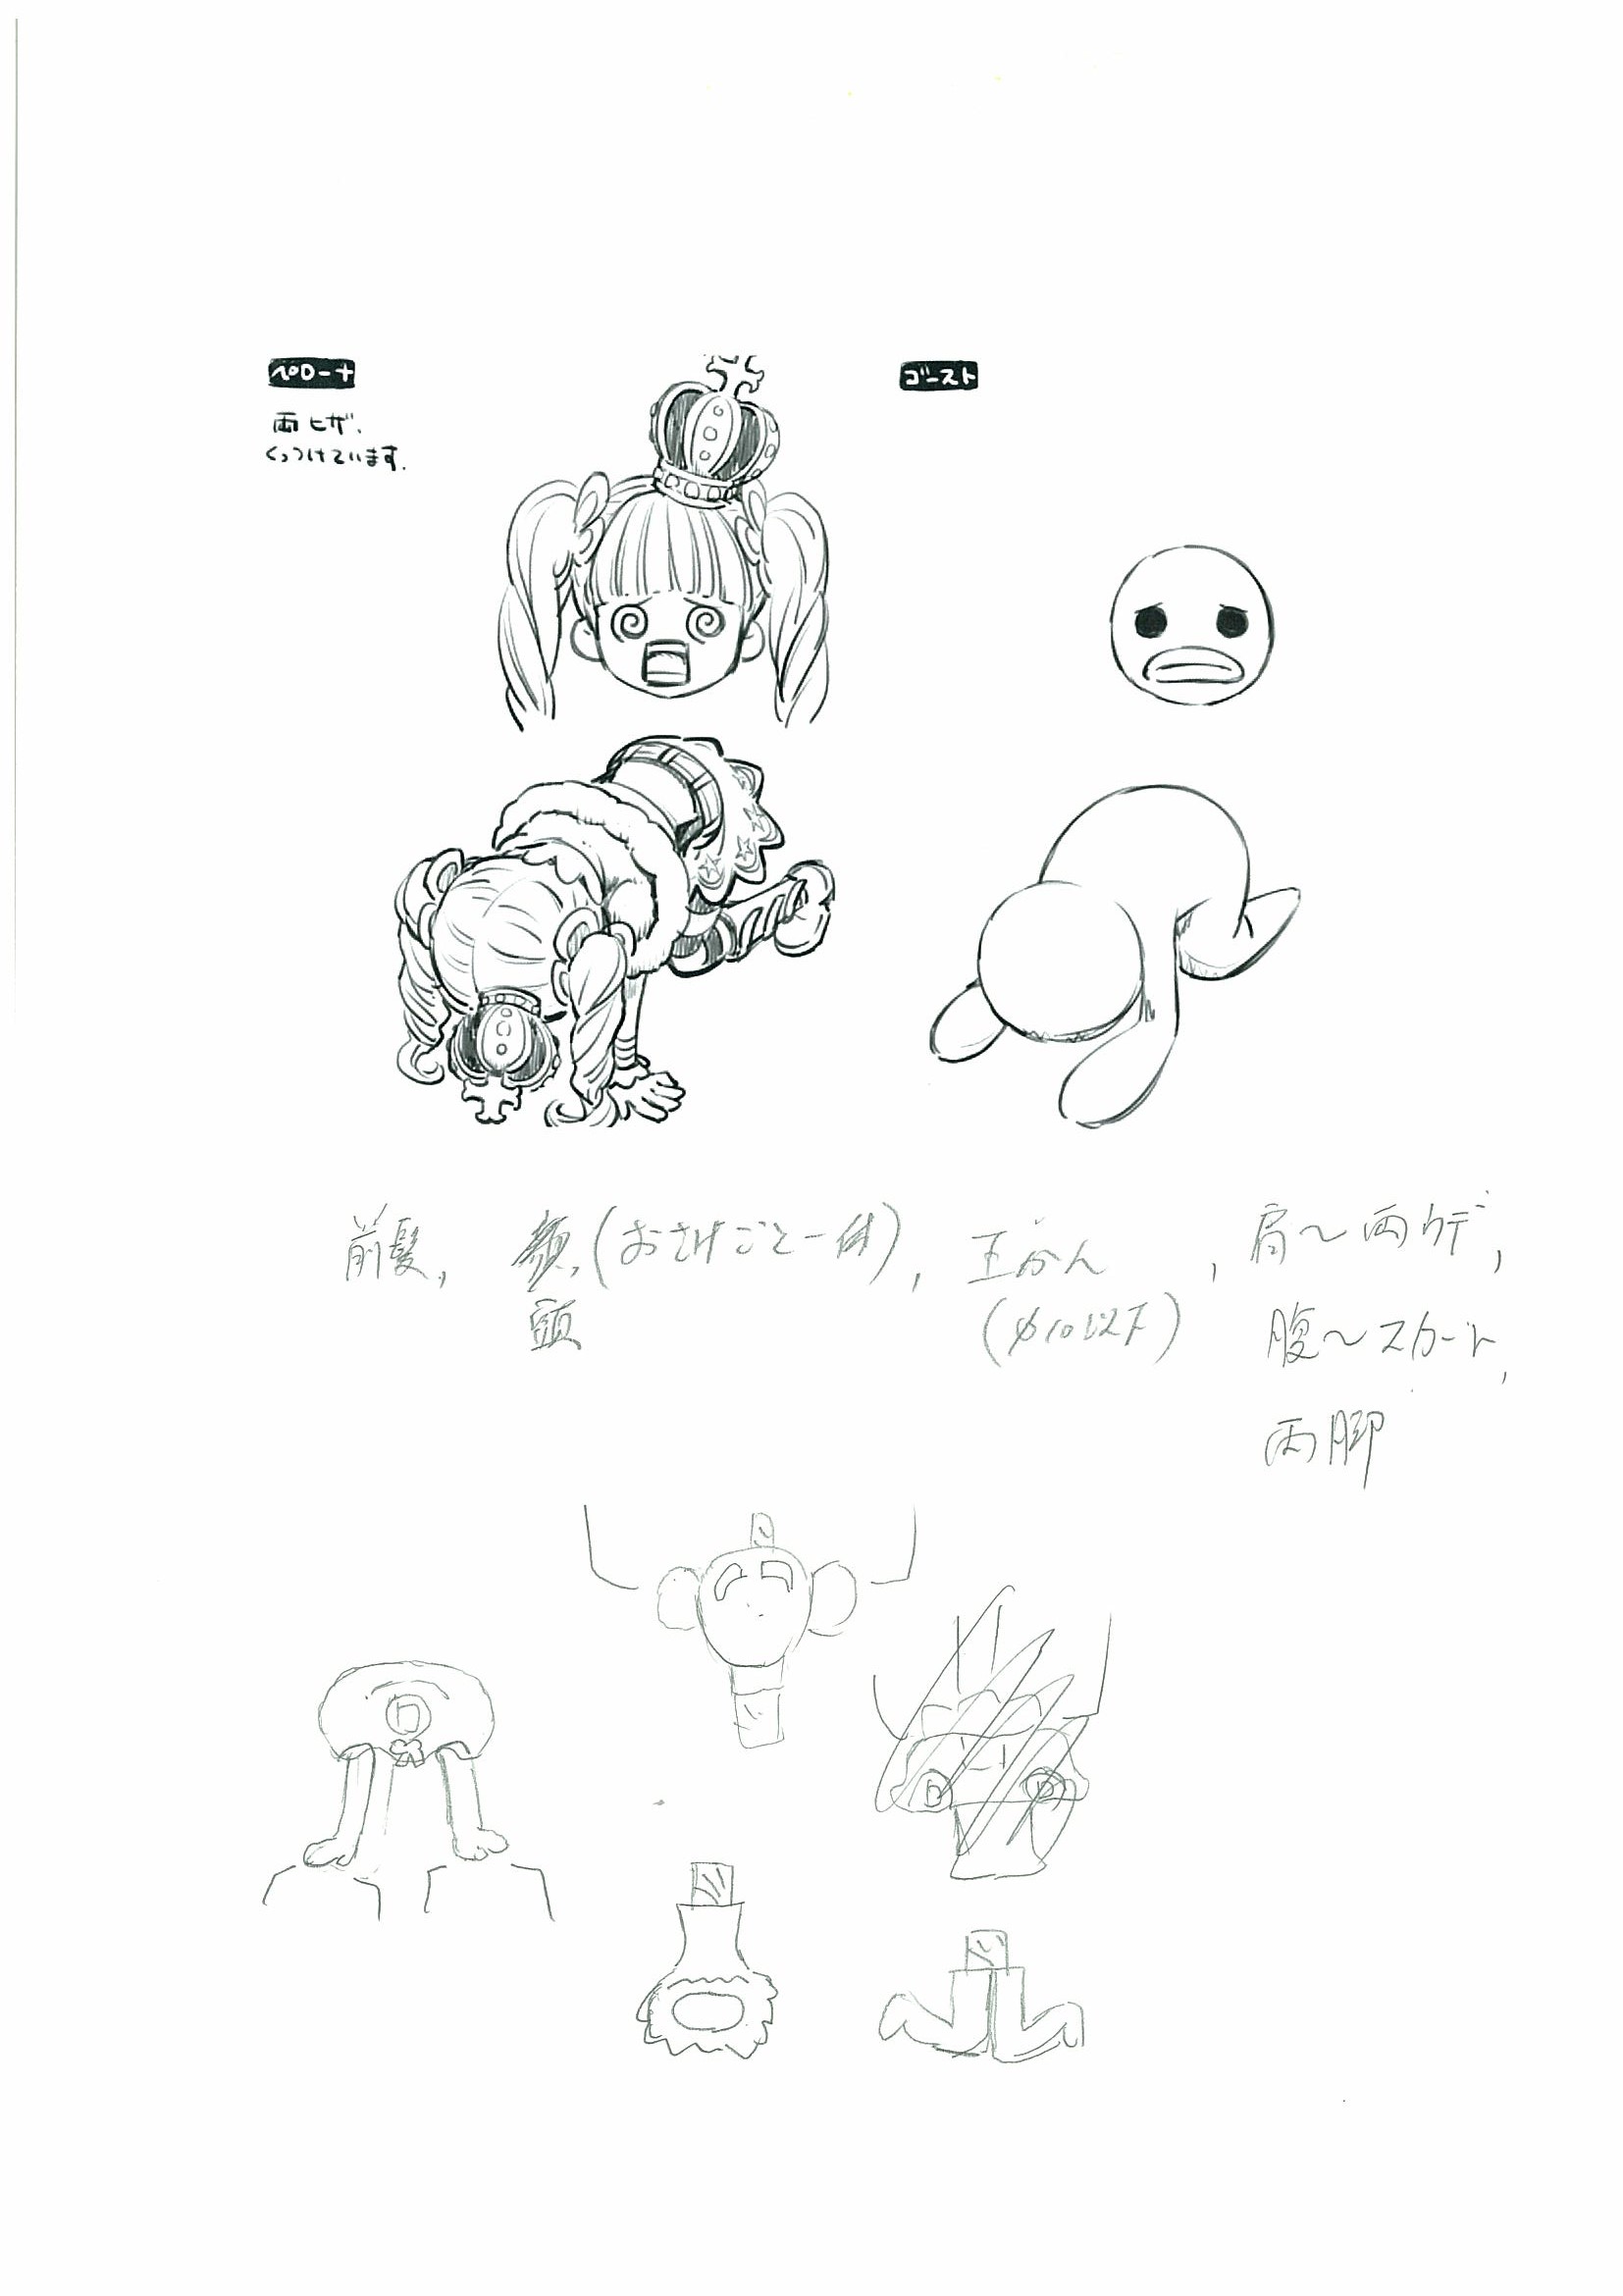 ペローナ
両ヒザ、
くっつけています。
ゴースト
前髪, 顔,(おさげごと一体), 王かん, 肩〜両ウデ,
頭 (φ10以下) 腹〜スカート,
両脚